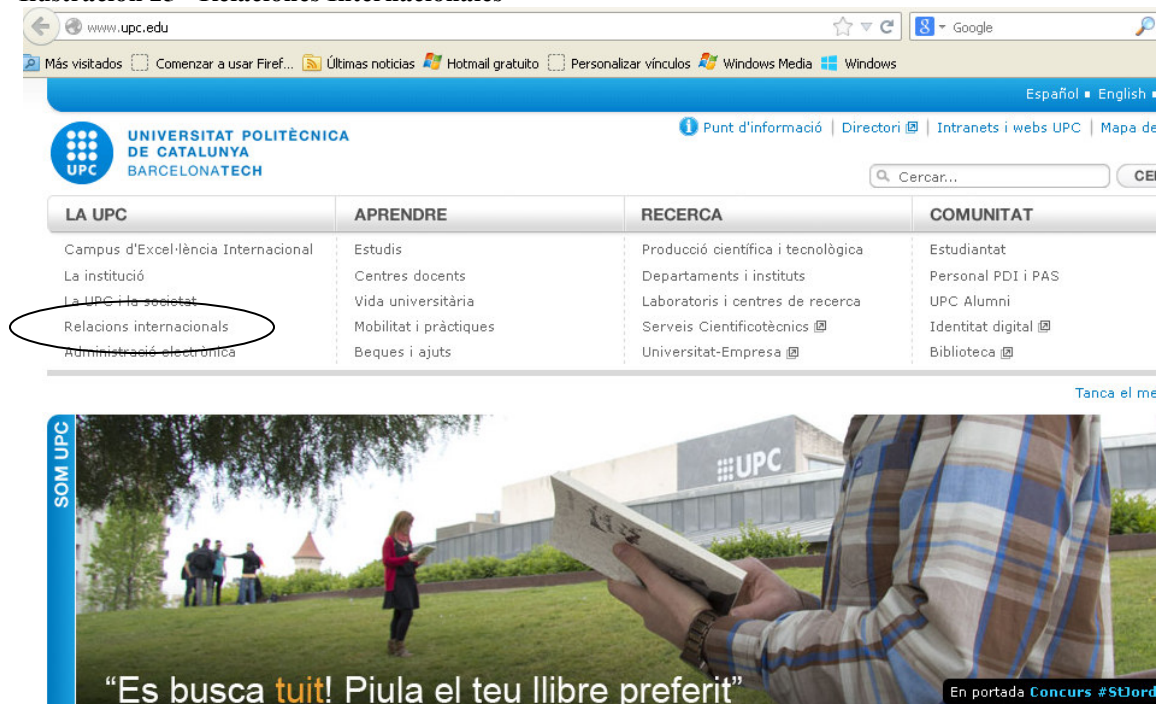 www.upc.edu
Google
Más visitados Comenzar a usar Firef... Últimas noticias Hotmail gratuito Personalizar vínculos Windows Media Windows
Español English
UNIVERSITAT POLITÈCNICA
DE CATALUNYA
BARCELONATECH
UPC
Punt d'informació | Directori | Intranets i webs UPC | Mapa de
Cercar...
LA UPC APRENDRE RECERCA COMUNITAT
Campus d'Excel·lència Internacional Estudis Producció científica i tecnològica Estudiantat
La institució Centres docents Departaments i instituts Personal PDI i PAS
La UPC i la societat Vida universitària Laboratoris i centres de recerca UPC Alumni
Relacions internacionals Mobilitat i pràctiques Serveis Cientificotècnics Identitat digital
Administració electrònica Beques i ajuts Universitat-Empresa Biblioteca
Tanca el me
SOM UPC
UPC
“Es busca tuit! Piula el teu llibre preferit”
En portada Concurs #StJord